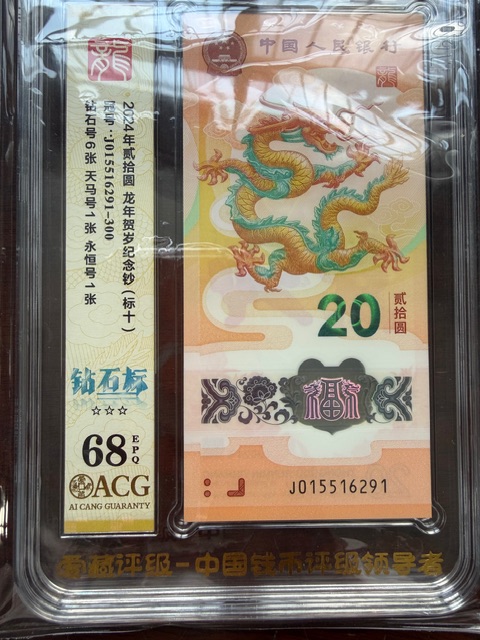 中国人民银行
20
贰拾圆
福
J015516291
2024年贰拾圆 龙年贺岁纪念钞(标十)
冠号:J015516291-300
钻石号6张 天马号1张 永恒号1张
钻石标
☆☆☆
68 EPQ
ACG
AI CANG GUARANTY
爱藏评级-中国钱币评级领导者